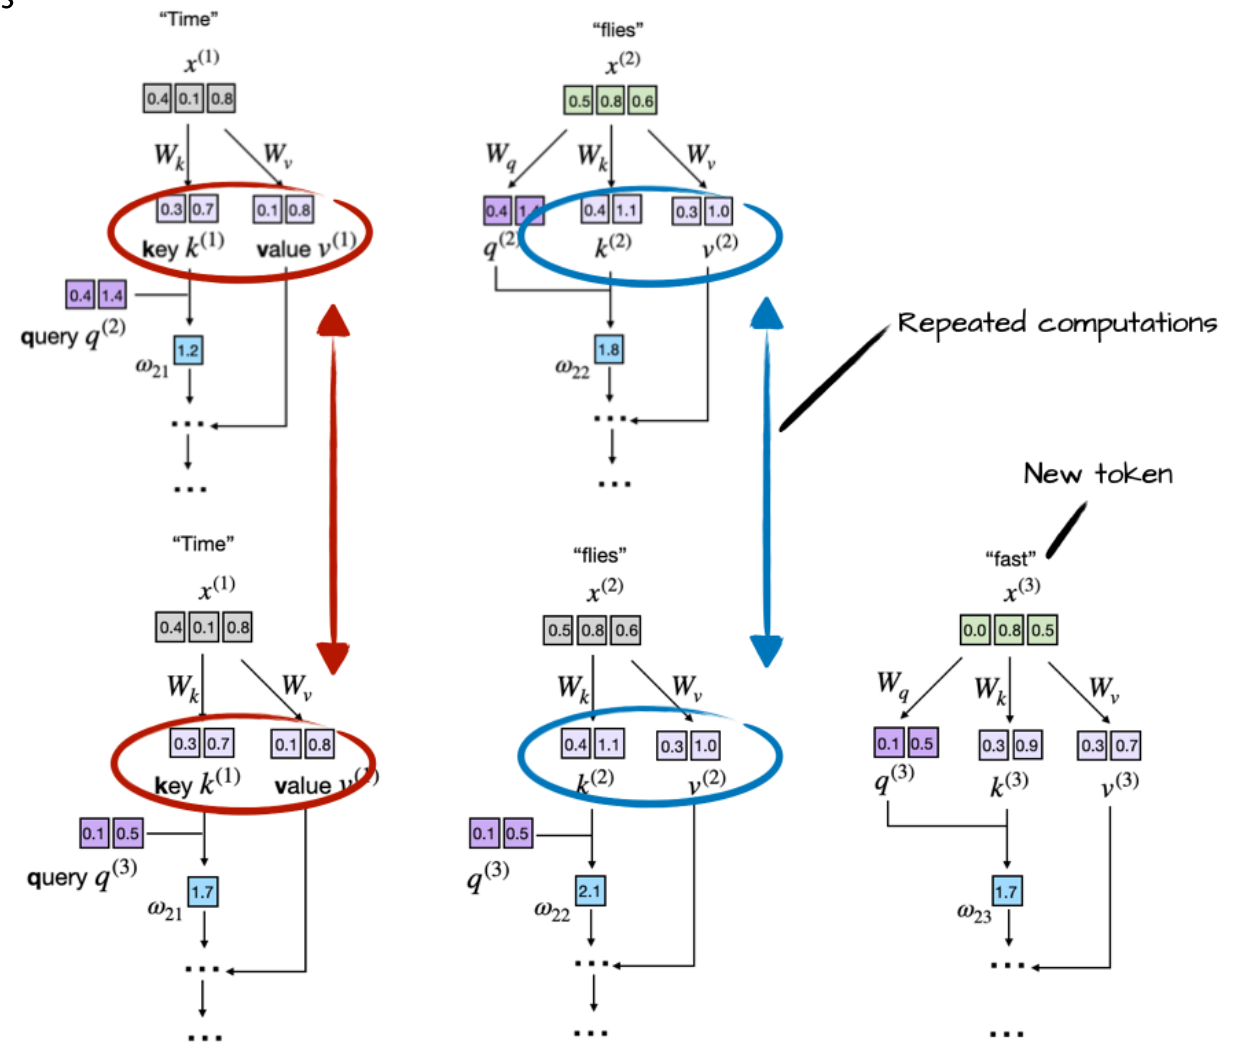 s
“Time”
x(1)
0.4 0.1 0.8
Wk
Wv
0.3 0.7
0.1 0.8
key k(1)
value v(1)
0.4 1.4
query q(2)
1.2
ω21
...
...
“flies”
x(2)
0.5 0.8 0.6
Wq
Wk
Wv
0.4 1.4
0.4 1.1
0.3 1.0
q(2)
k(2)
v(2)
1.8
ω22
...
...
Repeated computations
New token
“Time”
x(1)
0.4 0.1 0.8
Wk
Wv
0.3 0.7
0.1 0.8
key k(1)
value v(1)
0.1 0.5
query q(3)
1.7
ω21
...
...
“flies”
x(2)
0.5 0.8 0.6
Wk
Wv
0.4 1.1
0.3 1.0
k(2)
v(2)
0.1 0.5
q(3)
2.1
ω22
...
...
“fast”
x(3)
0.0 0.8 0.5
Wq
Wk
Wv
0.1 0.5
0.3 0.9
0.3 0.7
q(3)
k(3)
v(3)
1.7
ω23
...
...